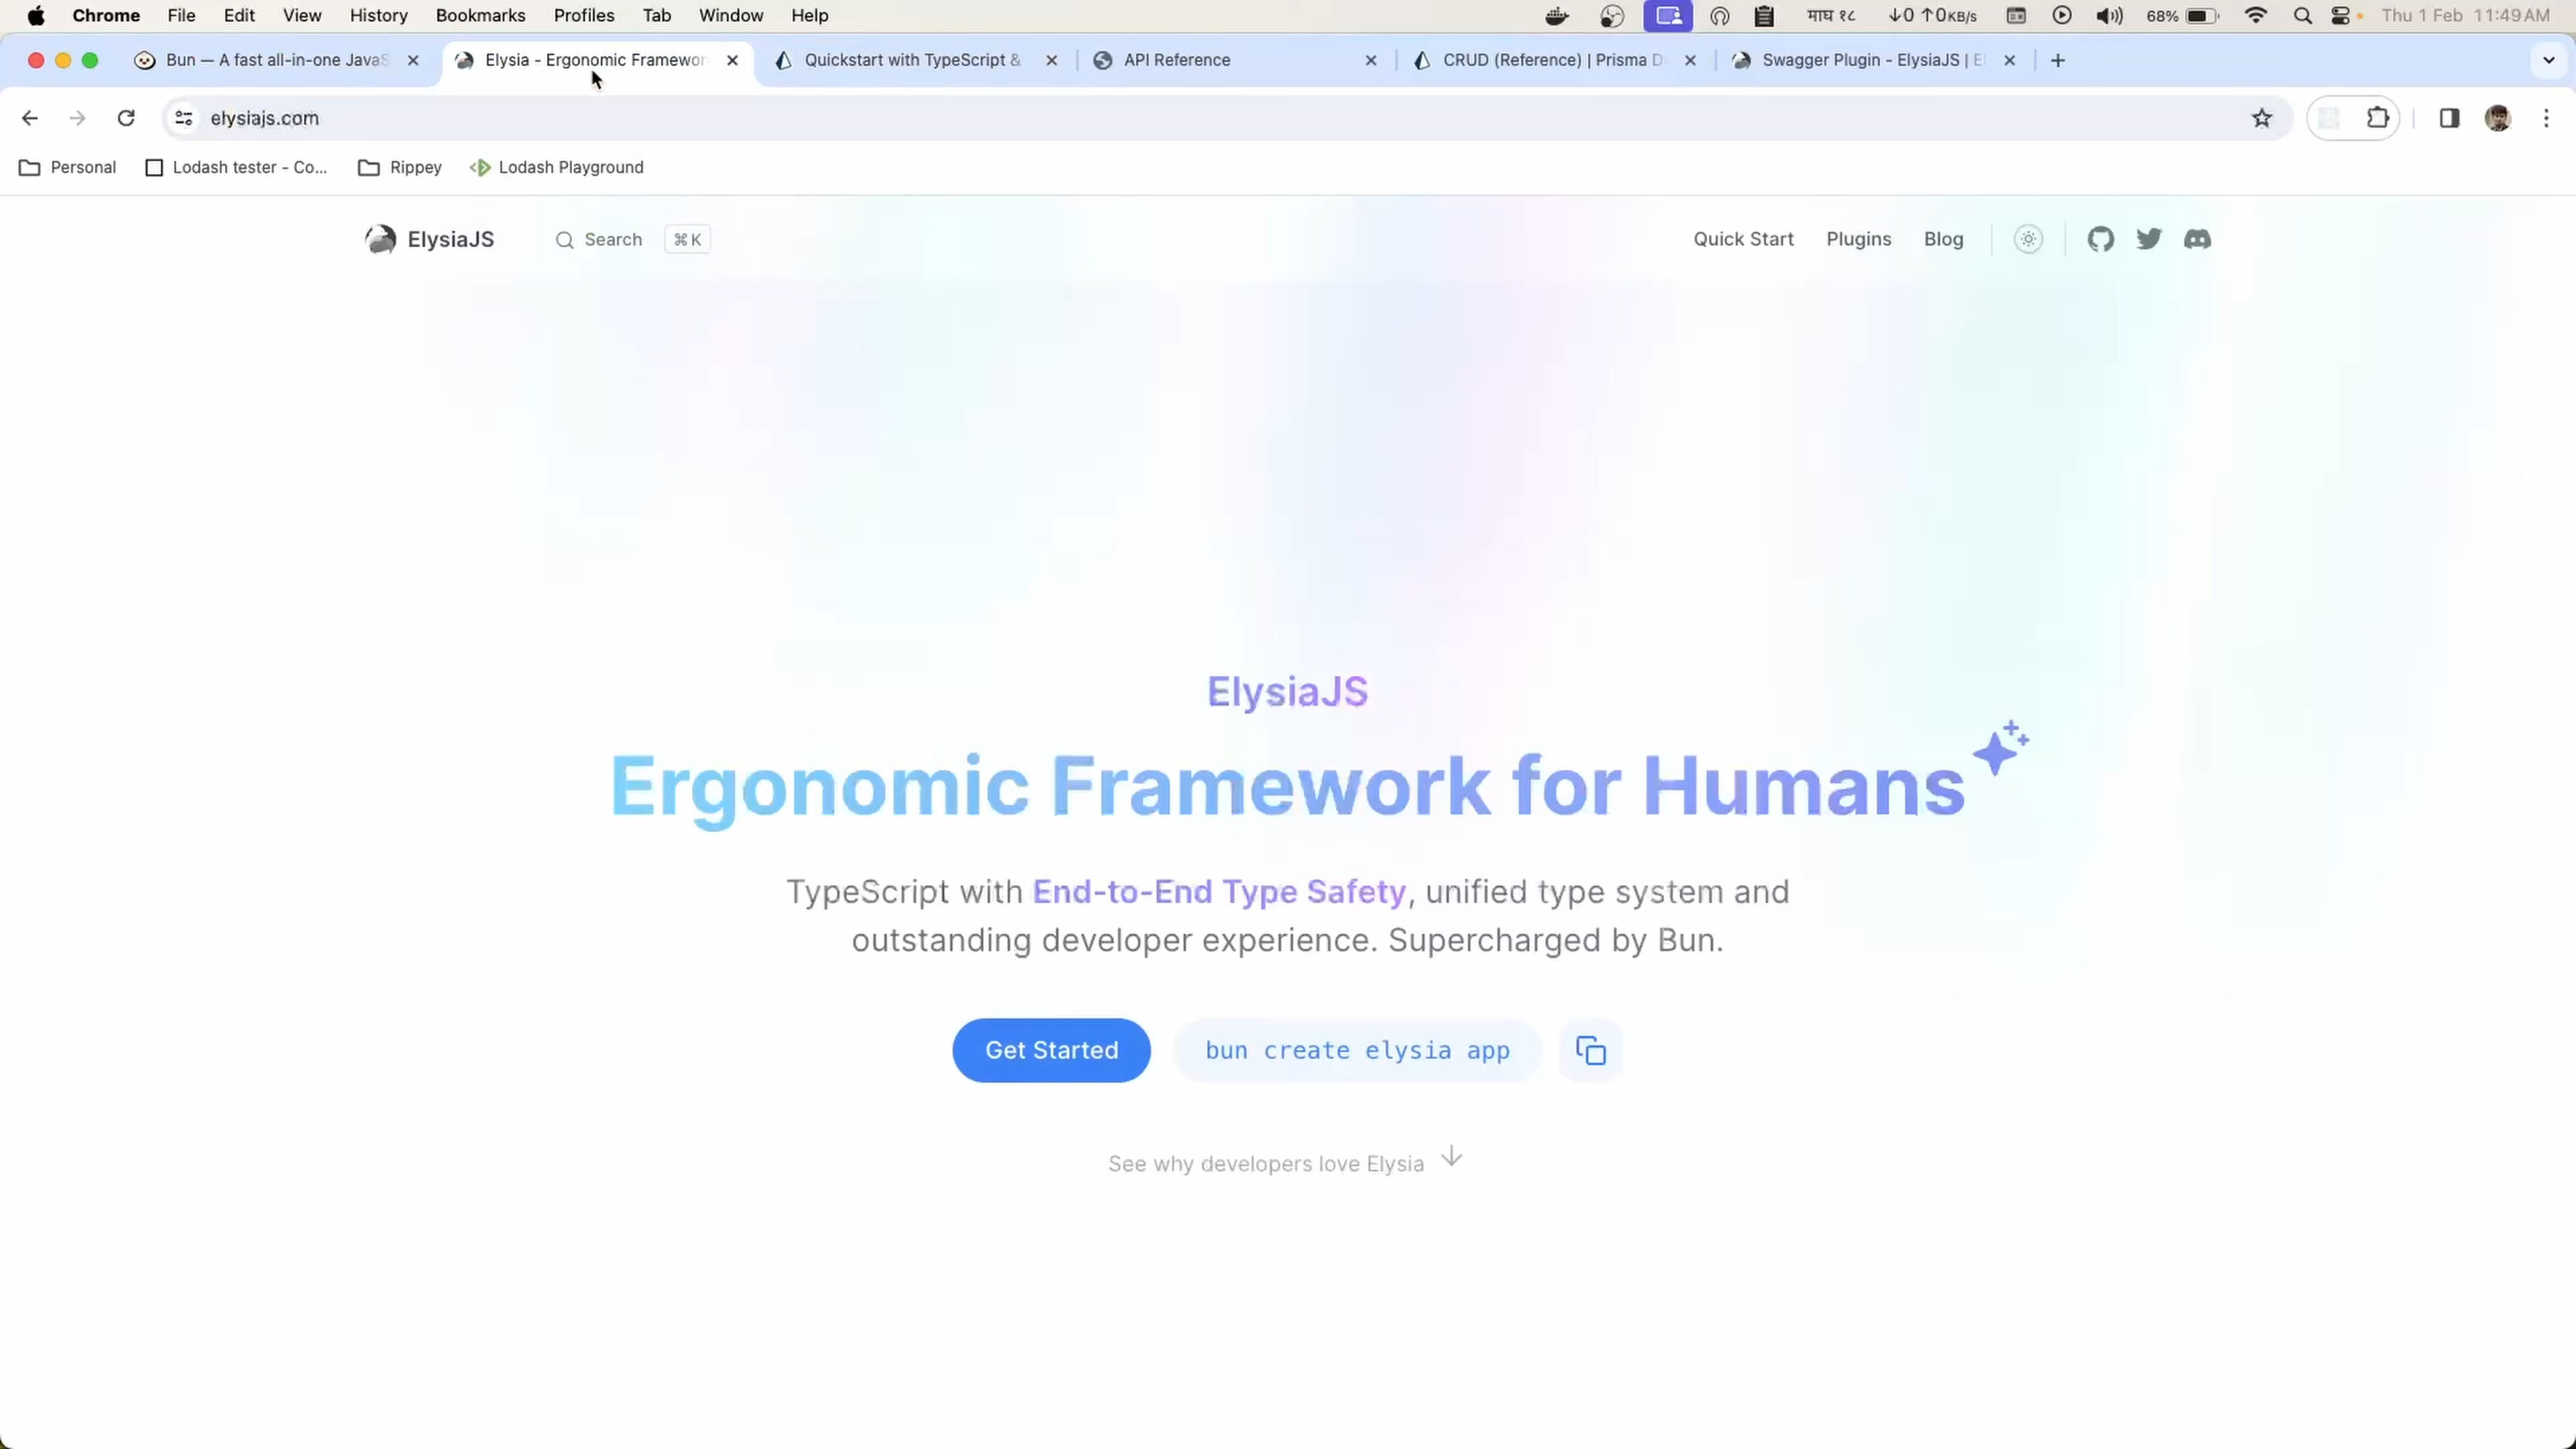 Chrome File Edit View History Bookmarks Profiles Tab Window Help माघ १८ ↓0 ↑0KB/s 68% Thu 1 Feb 11:49 AM
Bun — A fast all-in-one JavaS Elysia - Ergonomic Framewor Quickstart with TypeScript & API Reference CRUD (Reference) | Prisma D Swagger Plugin - ElysiaJS | E
elysiajs.com
Personal Lodash tester - Co... Rippey Lodash Playground
ElysiaJS Search ⌘K Quick Start Plugins Blog
ElysiaJS
Ergonomic Framework for Humans
TypeScript with End-to-End Type Safety, unified type system and
outstanding developer experience. Supercharged by Bun.
Get Started bun create elysia app
See why developers love Elysia ↓